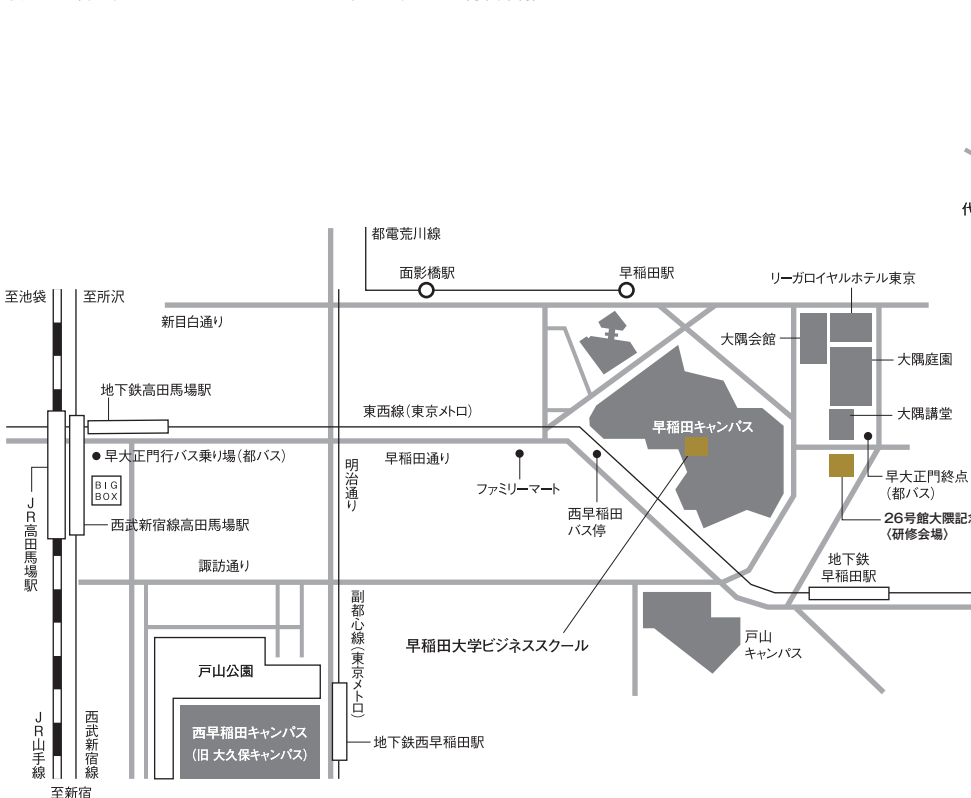 代
都電荒川線
面影橋駅
早稲田駅
リーガロイヤルホテル東京
至池袋
至所沢
新目白通り
大隈会館
大隈庭園
地下鉄高田馬場駅
東西線(東京メトロ)
大隈講堂
早稲田キャンパス
早大正門行バス乗り場(都バス)
早稲田通り
明治通り
ファミリーマート
早大正門終点
(都バス)
BIG
BOX
JR高田馬場駅
西武新宿線高田馬場駅
西早稲田
バス停
26号館大隈記
〈研修会場〉
諏訪通り
地下鉄
早稲田駅
副都心線(東京メトロ)
早稲田大学ビジネススクール
戸山
キャンパス
戸山公園
西早稲田キャンパス
(旧 大久保キャンパス)
地下鉄西早稲田駅
JR山手線
西武新宿線
至新宿